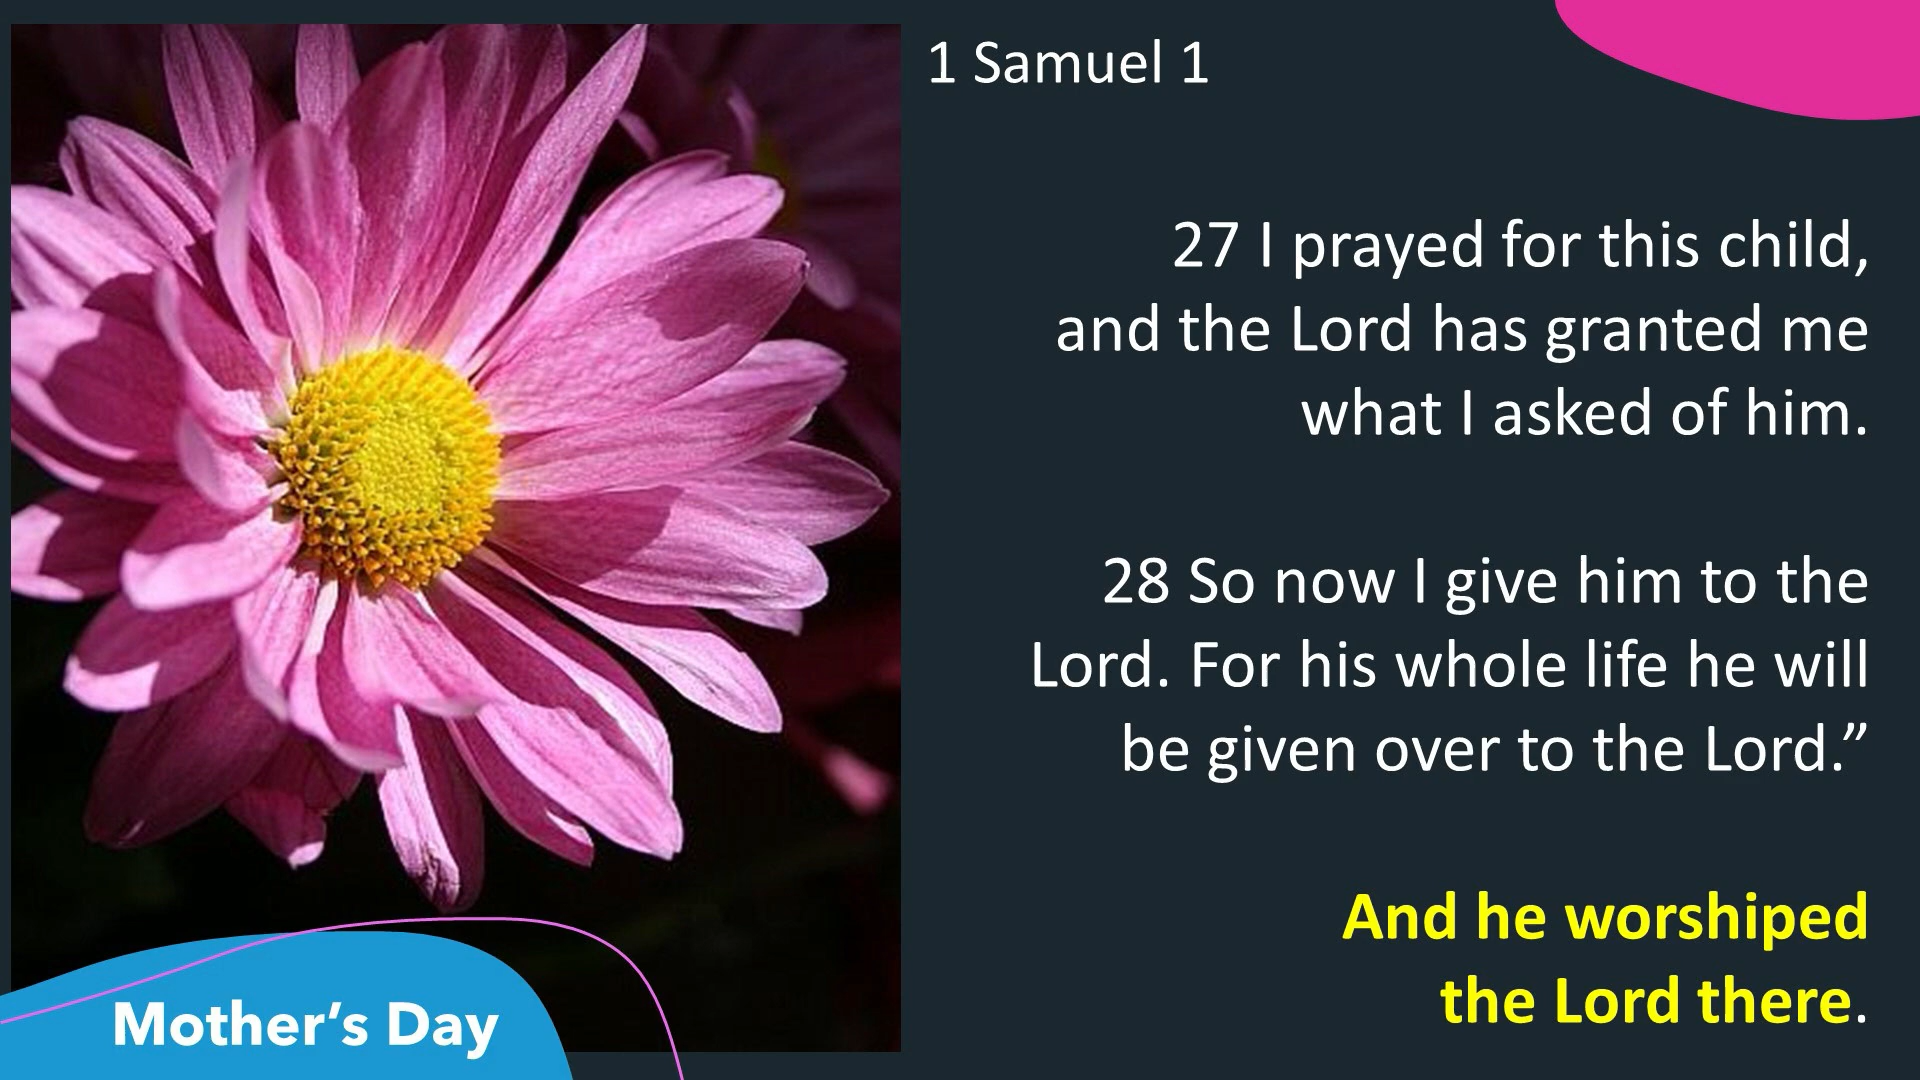 1 Samuel 1
27 I prayed for this child,
and the Lord has granted me
what I asked of him.
28 So now I give him to the
Lord. For his whole life he will
be given over to the Lord.”
And he worshiped
the Lord there.
Mother’s Day